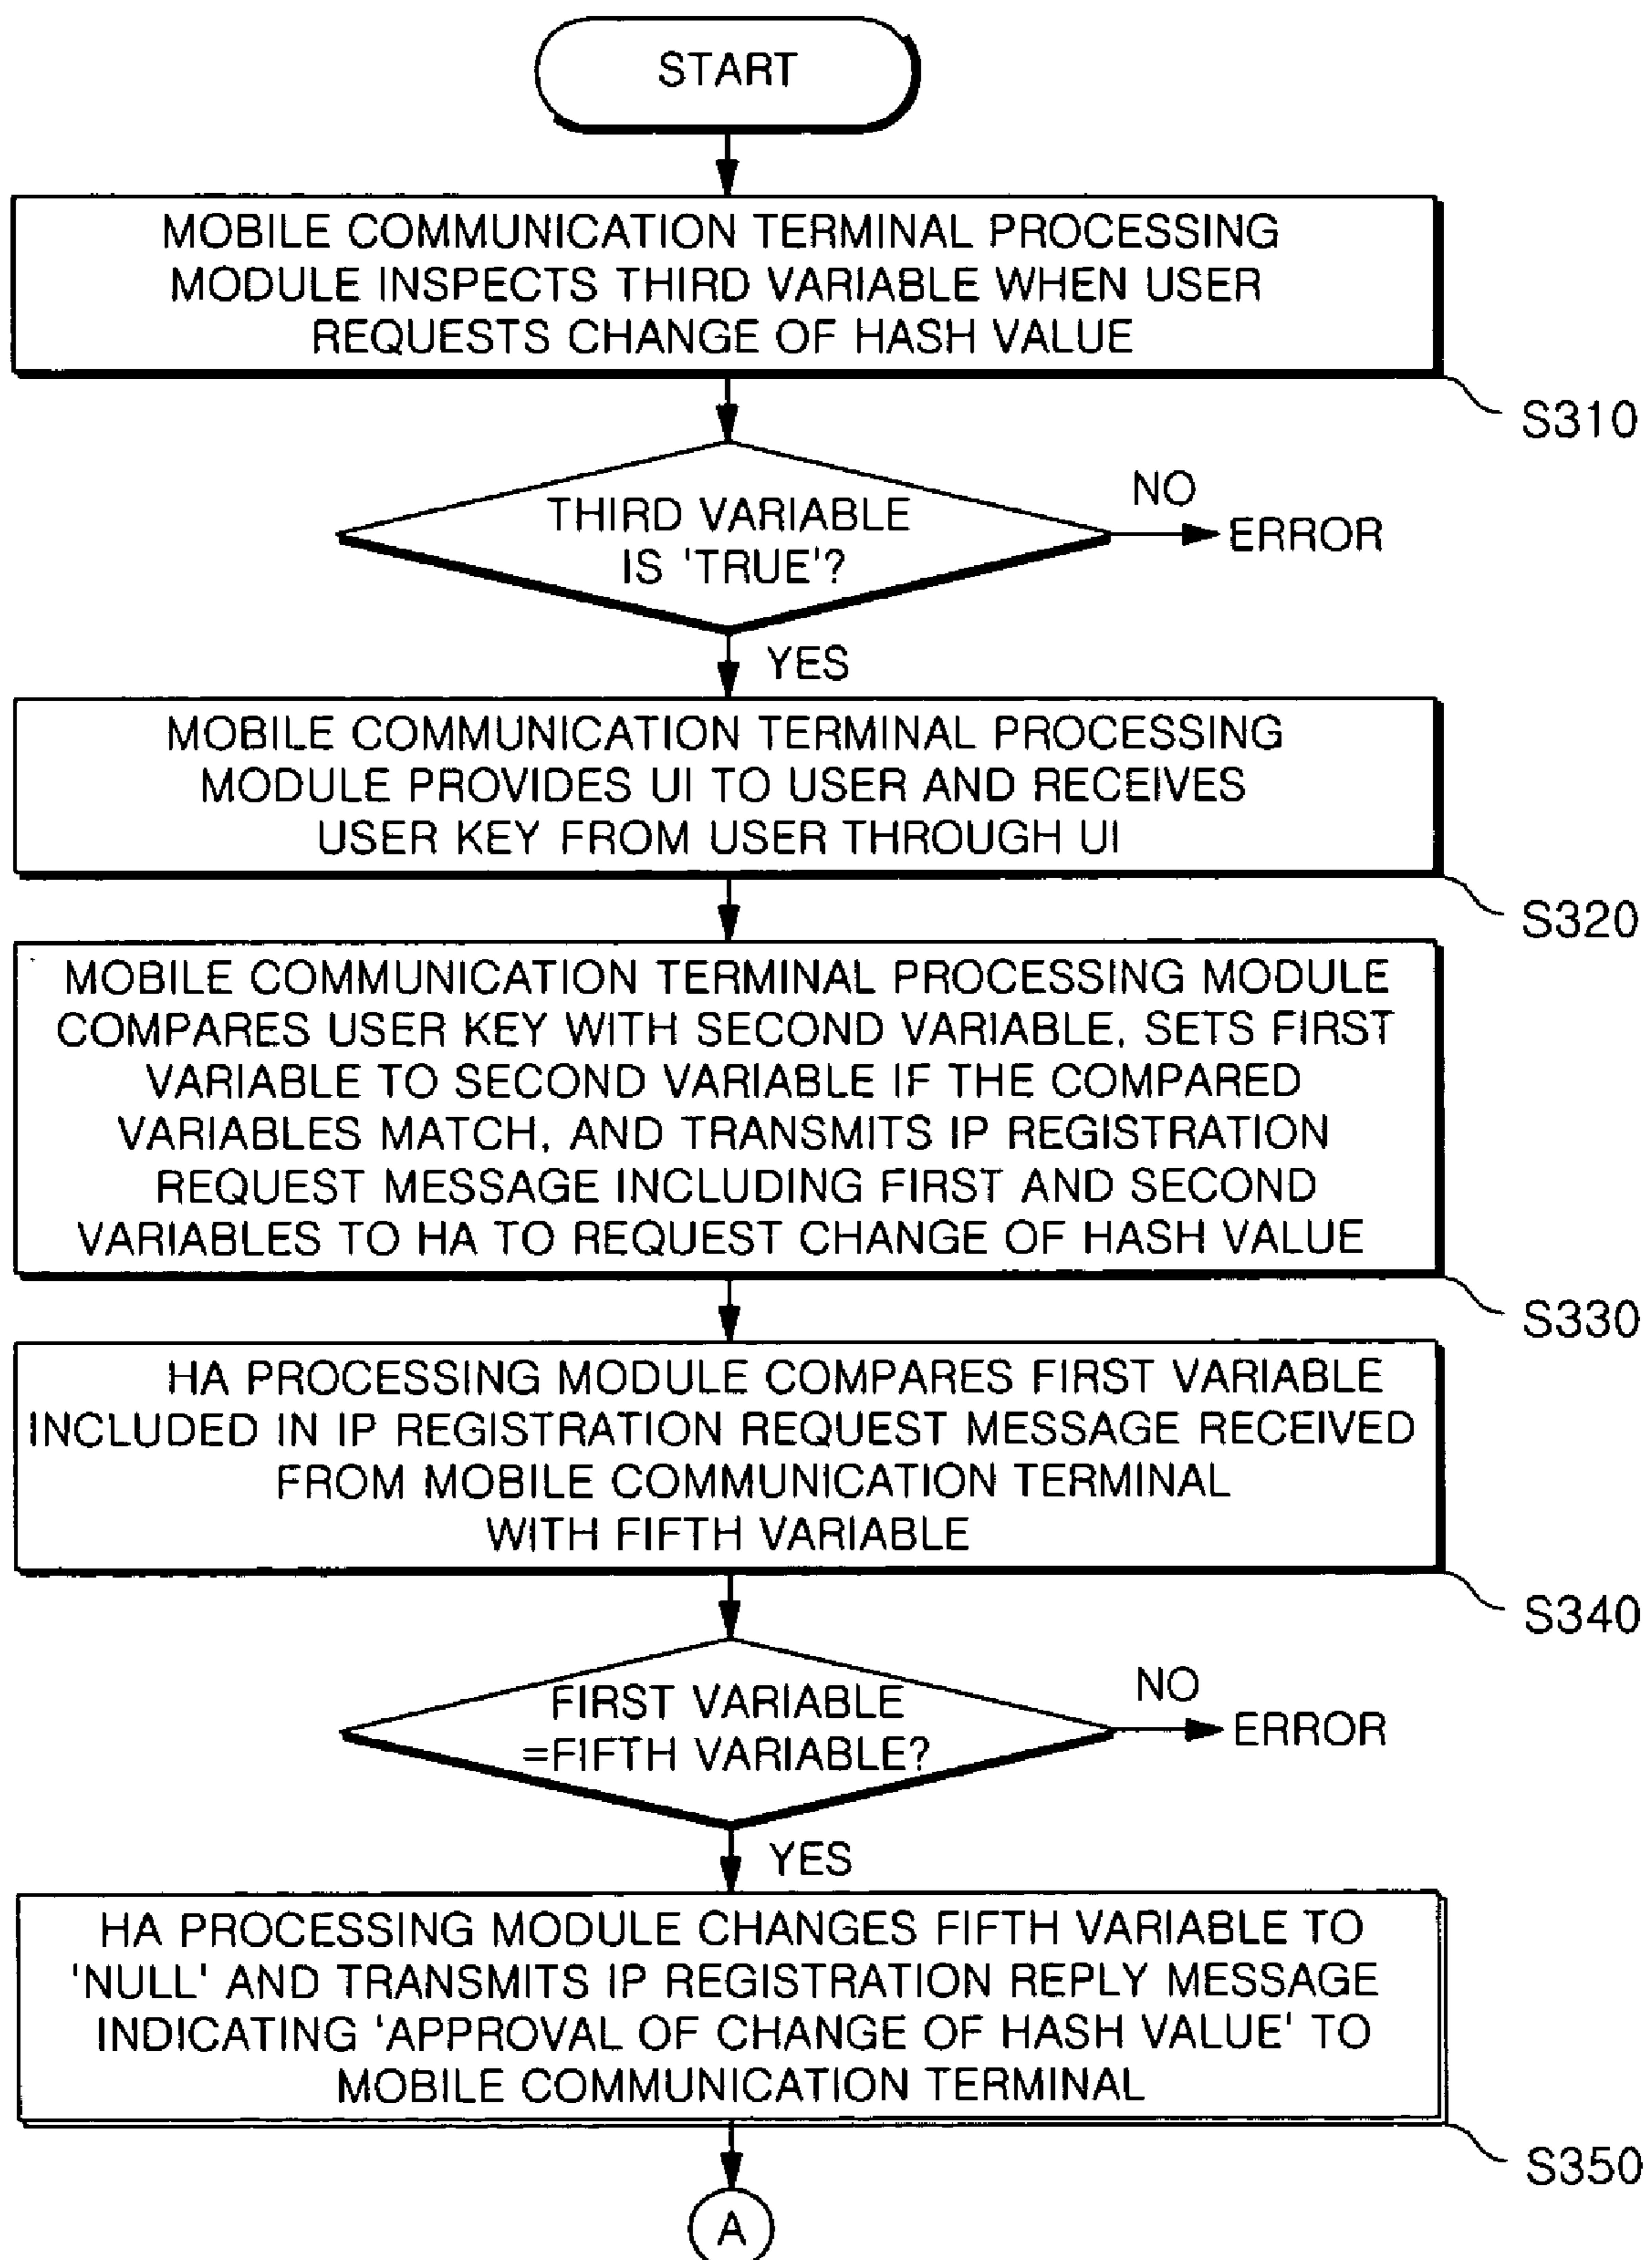 START
MOBILE COMMUNICATION TERMINAL PROCESSING
MODULE INSPECTS THIRD VARIABLE WHEN USER
REQUESTS CHANGE OF HASH VALUE
S310
THIRD VARIABLE
IS 'TRUE'?
NO
ERROR
YES
MOBILE COMMUNICATION TERMINAL PROCESSING
MODULE PROVIDES UI TO USER AND RECEIVES
USER KEY FROM USER THROUGH UI
S320
MOBILE COMMUNICATION TERMINAL PROCESSING MODULE
COMPARES USER KEY WITH SECOND VARIABLE, SETS FIRST
VARIABLE TO SECOND VARIABLE IF THE COMPARED
VARIABLES MATCH, AND TRANSMITS IP REGISTRATION
REQUEST MESSAGE INCLUDING FIRST AND SECOND
VARIABLES TO HA TO REQUEST CHANGE OF HASH VALUE
S330
HA PROCESSING MODULE COMPARES FIRST VARIABLE
INCLUDED IN IP REGISTRATION REQUEST MESSAGE RECEIVED
FROM MOBILE COMMUNICATION TERMINAL
WITH FIFTH VARIABLE
S340
FIRST VARIABLE
=FIFTH VARIABLE?
NO
ERROR
YES
HA PROCESSING MODULE CHANGES FIFTH VARIABLE TO
'NULL' AND TRANSMITS IP REGISTRATION REPLY MESSAGE
INDICATING 'APPROVAL OF CHANGE OF HASH VALUE' TO
MOBILE COMMUNICATION TERMINAL
S350
A